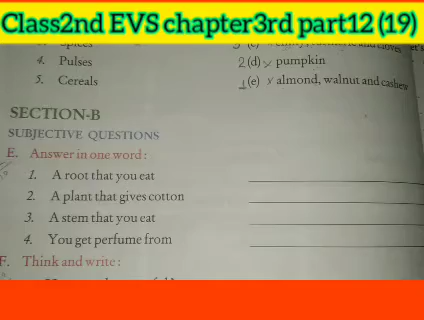 Class2nd EVS chapter3rd part12 (19)
Spices
4. Pulses 2 (d) pumpkin
5. Cereals 1 (e) almond, walnut and cashew
SECTION-B
SUBJECTIVE QUESTIONS
E. Answer in one word :
1. A root that you eat
2. A plant that gives cotton
3. A stem that you eat
4. You get perfume from
F. Think and write :